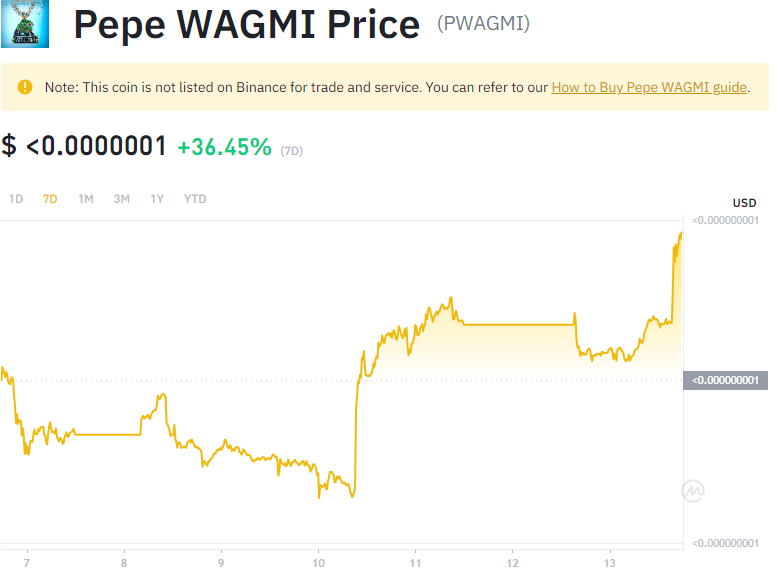 Pepe WAGMI Price (PWAGMI)
Note: This coin is not listed on Binance for trade and service. You can refer to our How to Buy Pepe WAGMI guide.
$ <0.0000001 +36.45% (7D)
1D 7D 1M 3M 1Y YTD
USD
<0.000000001
<0.000000001
<0.000000001
7 8 9 10 11 12 13